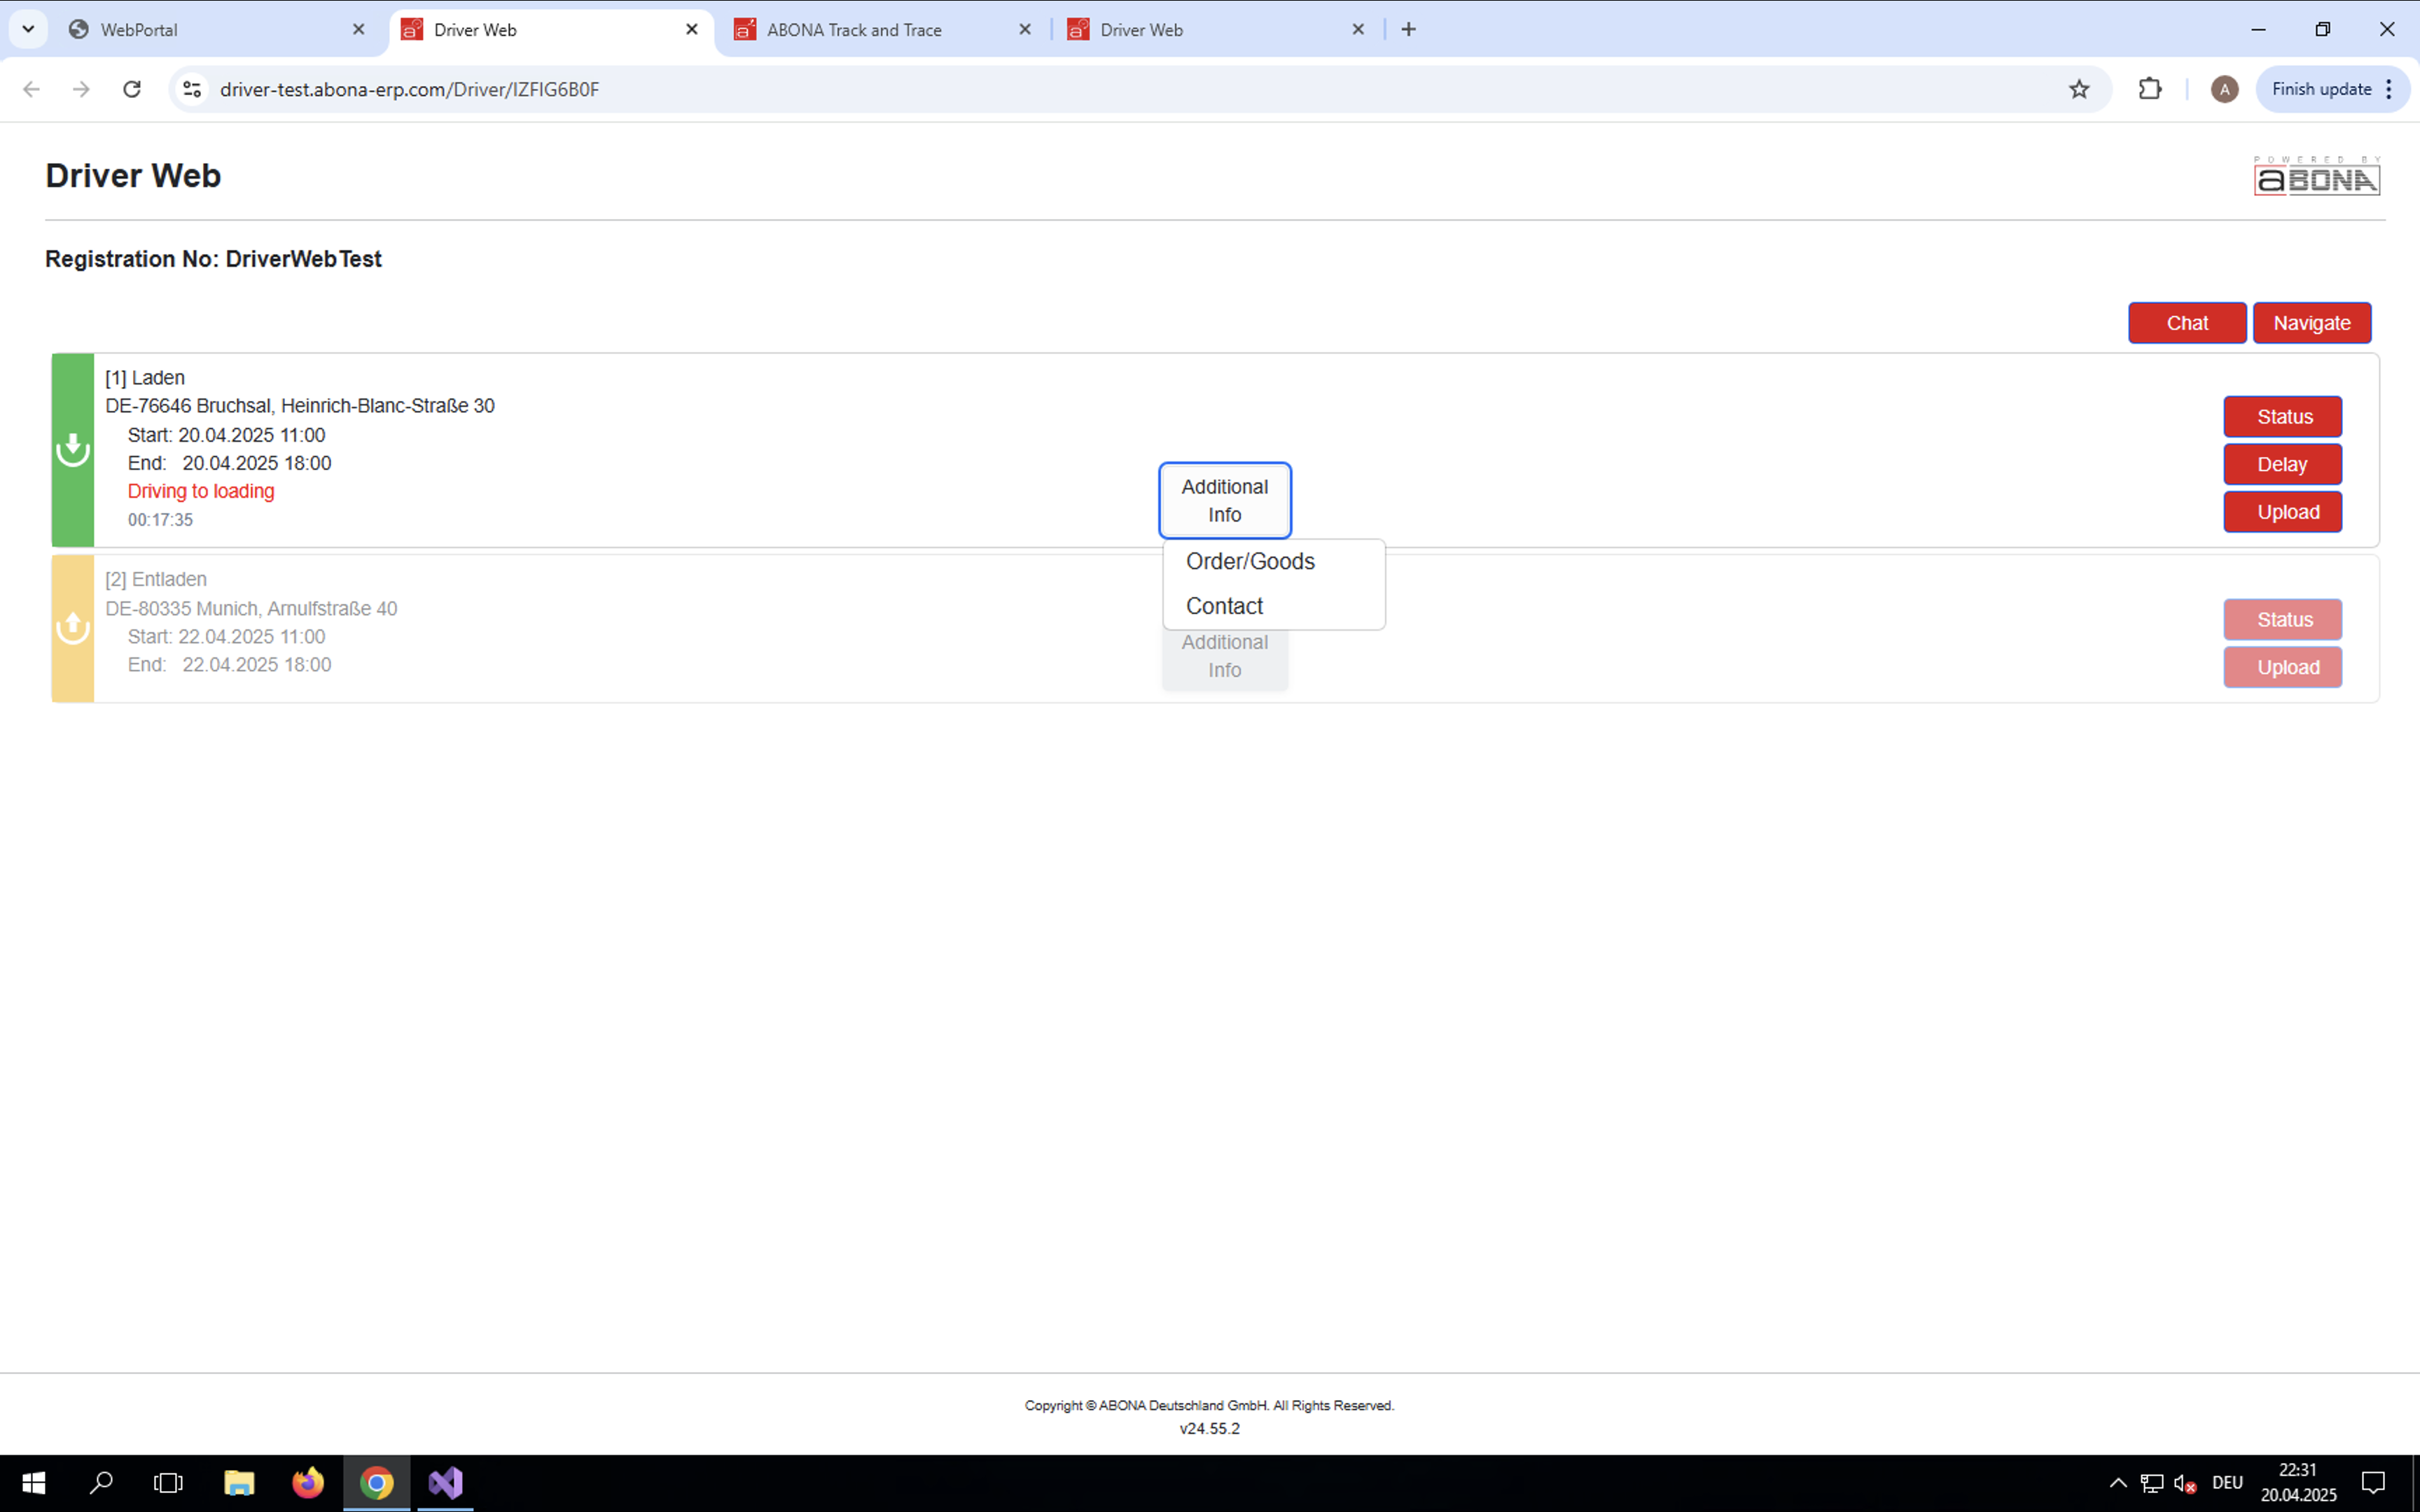 WebPortal
Driver Web
ABONA Track and Trace
Driver Web
driver-test.abona-erp.com/Driver/IZFIG6B0F
A
Finish update
Driver Web
POWERED BY
aBONA
Registration No: DriverWebTest
Chat
Navigate
[1] Laden
DE-76646 Bruchsal, Heinrich-Blanc-Straße 30
Start: 20.04.2025 11:00
End: 20.04.2025 18:00
Driving to loading
00:17:35
Additional
Info
Status
Delay
Upload
Order/Goods
Contact
[2] Entladen
DE-80335 Munich, Arnulfstraße 40
Start: 22.04.2025 11:00
End: 22.04.2025 18:00
Additional
Info
Status
Upload
Copyright © ABONA Deutschland GmbH. All Rights Reserved.
v24.55.2
DEU
22:31
20.04.2025